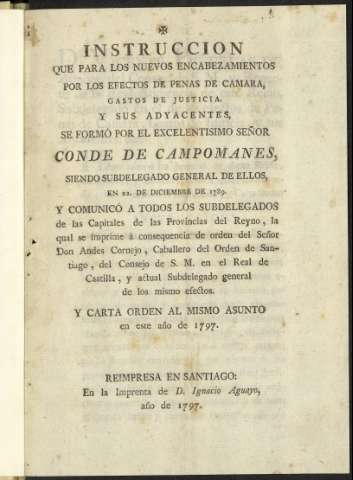 ✠
INSTRUCCION
QUE PARA LOS NUEVOS ENCABEZAMIENTOS
POR LOS EFECTOS DE PENAS DE CAMARA,
GASTOS DE JUSTICIA.
Y SUS ADYACENTES,
SE FORMÓ POR EL EXCELENTISIMO SEÑOR
CONDE DE CAMPOMANES,
SIENDO SUBDELEGADO GENERAL DE ELLOS,
EN 22. DE DICIEMBRE DE 1789.
Y COMUNICÓ A TODOS LOS SUBDELEGADOS
de las Capitales de las Provincias del Reyno, la
qual se imprime á consequencia de orden del Señor
Don Andes Cornejo, Caballero del Orden de San-
tiago, del Consejo de S. M. en el Real de
Castilla, y actual Subdelegado general
de los mismo efectos.
Y CARTA ORDEN AL MISMO ASUNTO
en este año de 1797.
REIMPRESA EN SANTIAGO:
En la Imprenta de D. Ignacio Aguayo,
año de 1797.